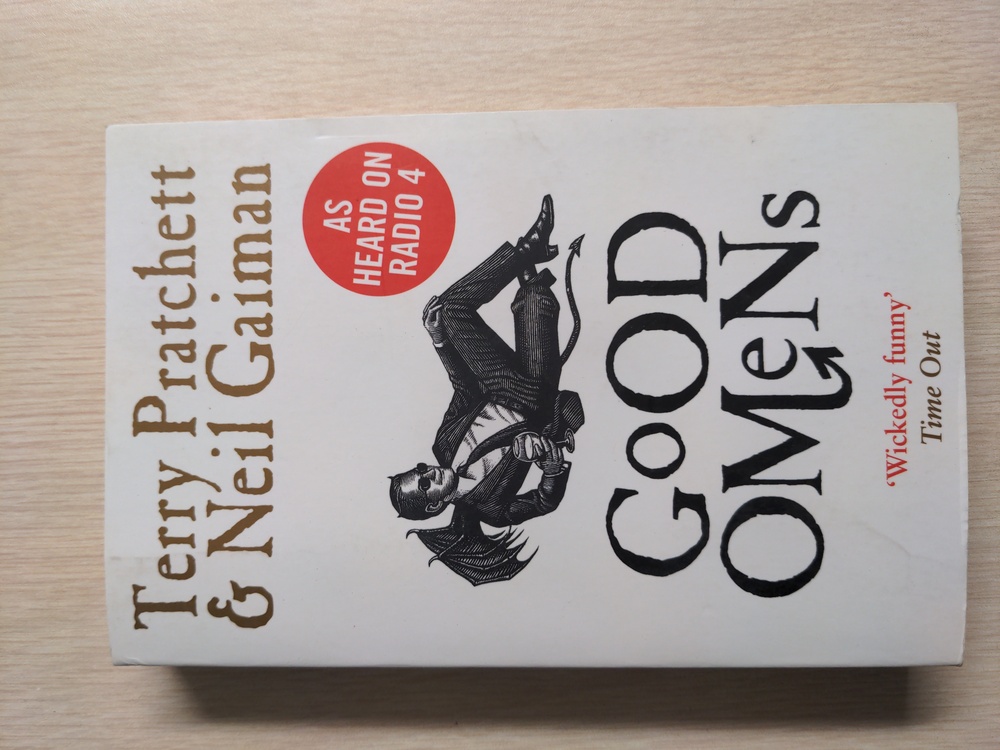 Terry Pratchett
& Neil Gaiman
AS
HEARD ON
RADIO 4
GoOD
OMeNs
‘Wickedly funny’
Time Out